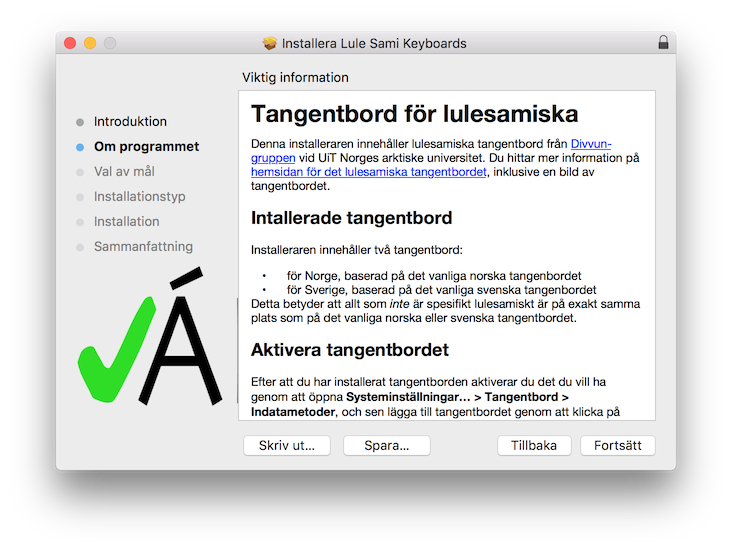 Installera Lule Sami Keyboards
Viktig information
Introduktion
Om programmet
Val av mål
Installationstyp
Installation
Sammanfattning
Tangentbord för lulesamiska
Denna installeraren innehåller lulesamiska tangentbord från Divvun-
gruppen vid UiT Norges arktiske universitet. Du hittar mer information på
hemsidan för det lulesamiska tangentbordet, inklusive en bild av
tangentbordet.
Intallerade tangentbord
Installeraren innehåller två tangentbord:
• för Norge, baserad på det vanliga norska tangenbordet
• för Sverige, baserad på det vanliga svenska tangenbordet
Detta betyder att allt som inte är spesifikt lulesamiskt är på exakt samma
plats som på det vanliga norska eller svenska tangentbordet.
Aktivera tangentbordet
Efter att du har installerat tangentborden aktiverar du det du vill ha
genom att öppna Systeminställningar... > Tangentbord >
Indatametoder, och sen lägga till tangentbordet genom att klicka på
Á
Skriv ut...
Spara...
Tillbaka
Fortsätt